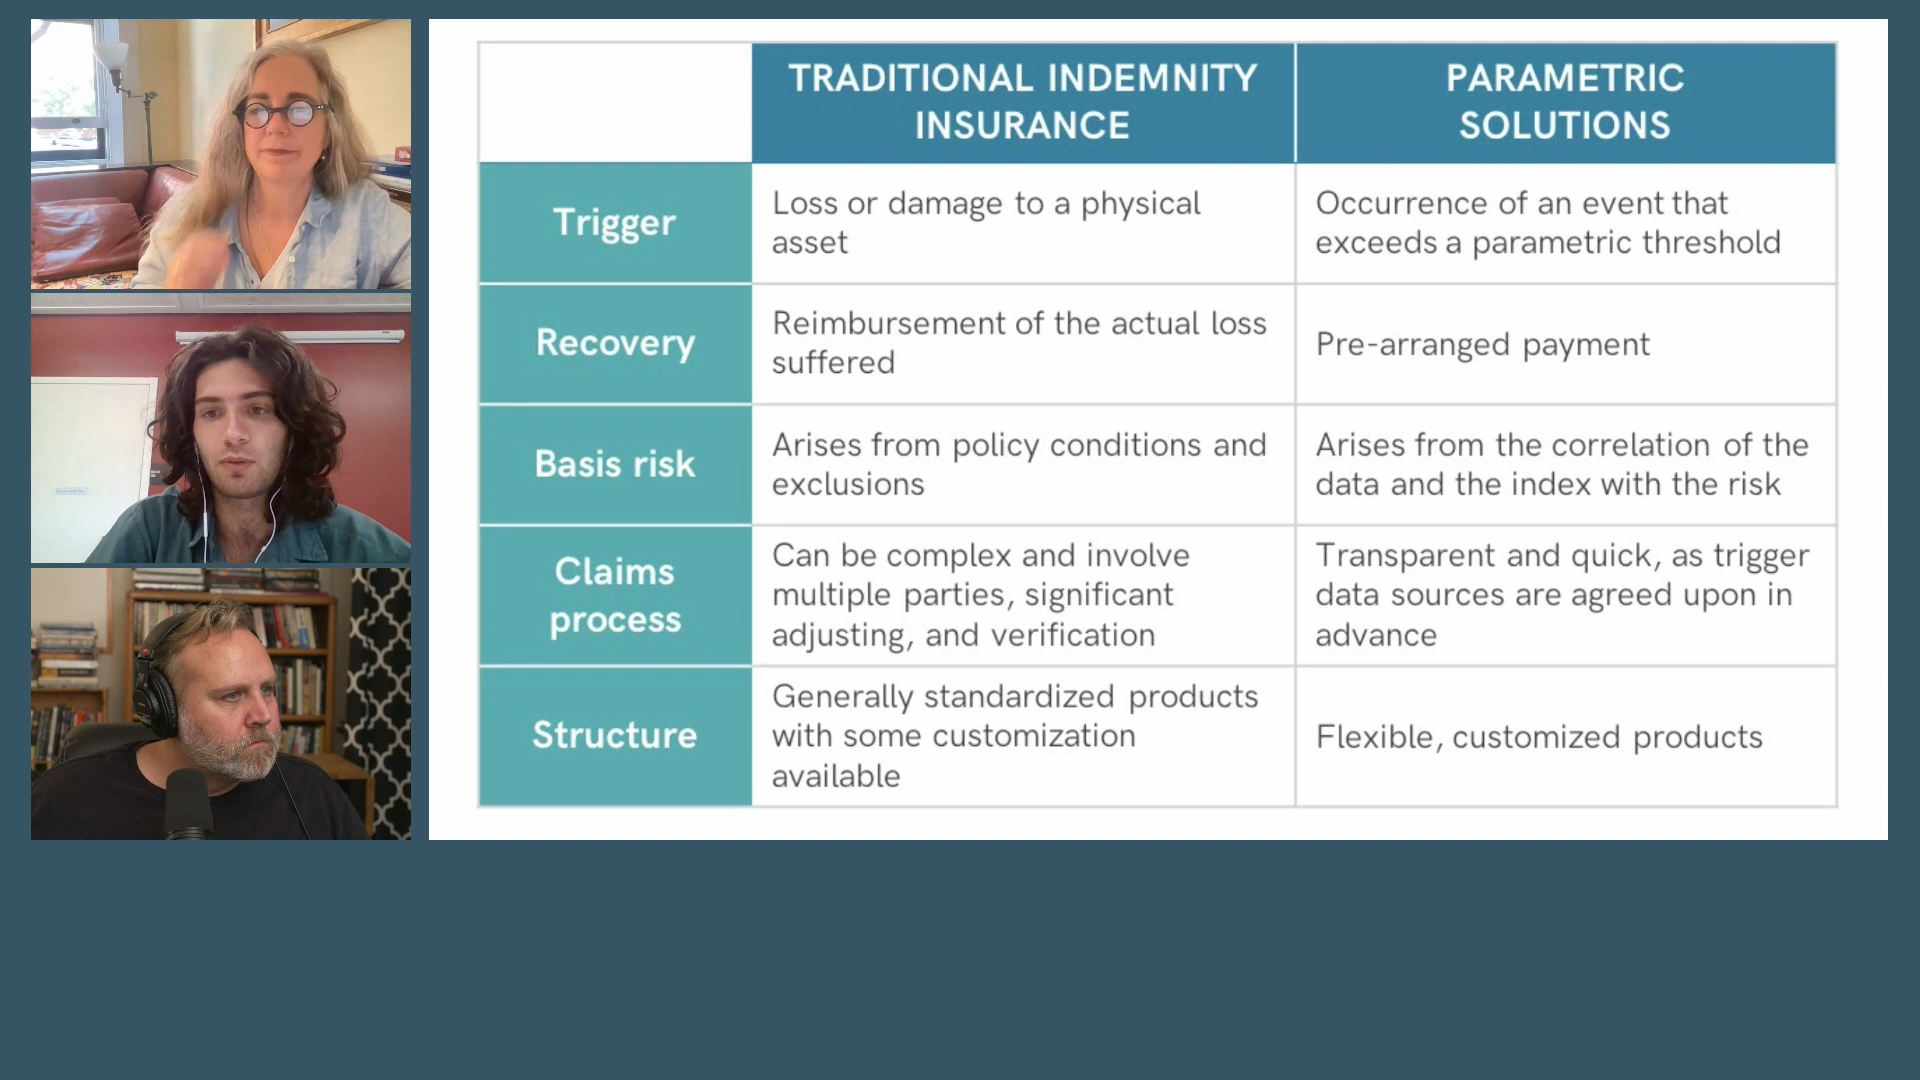 TRADITIONAL INDEMNITY
INSURANCE
PARAMETRIC
SOLUTIONS
Trigger
Loss or damage to a physical
asset
Occurrence of an event that
exceeds a parametric threshold
Recovery
Reimbursement of the actual loss
suffered
Pre-arranged payment
Basis risk
Arises from policy conditions and
exclusions
Arises from the correlation of the
data and the index with the risk
Claims
process
Can be complex and involve
multiple parties, significant
adjusting, and verification
Transparent and quick, as trigger
data sources are agreed upon in
advance
Structure
Generally standardized products
with some customization
available
Flexible, customized products